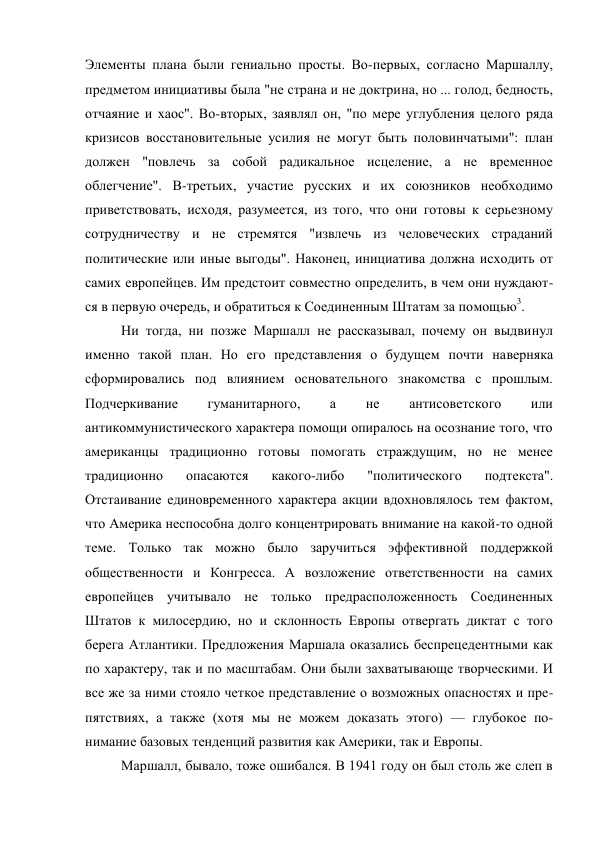 Элементы плана были гениально просты. Во-первых, согласно Маршаллу,
предметом инициативы была "не страна и не доктрина, но ... голод, бедность,
отчаяние и хаос". Во-вторых, заявлял он, "по мере углубления целого ряда
кризисов восстановительные усилия не могут быть половинчатыми": план
должен "повлечь за собой радикальное исцеление, а не временное
облегчение". В-третьих, участие русских и их союзников необходимо
приветствовать, исходя, разумеется, из того, что они готовы к серьезному
сотрудничеству и не стремятся "извлечь из человеческих страданий
политические или иные выгоды". Наконец, инициатива должна исходить от
самих европейцев. Им предстоит совместно определить, в чем они нуждают-
ся в первую очередь, и обратиться к Соединенным Штатам за помощью³.
Ни тогда, ни позже Маршалл не рассказывал, почему он выдвинул
именно такой план. Но его представления о будущем почти наверняка
сформировались под влиянием основательного знакомства с прошлым.
Подчеркивание гуманитарного, а не антисоветского или
антикоммунистического характера помощи опиралось на осознание того, что
американцы традиционно готовы помогать страждущим, но не менее
традиционно опасаются какого-либо "политического подтекста".
Отстаивание единовременного характера акции вдохновлялось тем фактом,
что Америка неспособна долго концентрировать внимание на какой-то одной
теме. Только так можно было заручиться эффективной поддержкой
общественности и Конгресса. А возложение ответственности на самих
европейцев учитывало не только предрасположенность Соединенных
Штатов к милосердию, но и склонность Европы отвергать диктат с того
берега Атлантики. Предложения Маршала оказались беспрецедентными как
по характеру, так и по масштабам. Они были захватывающе творческими. И
все же за ними стояло четкое представление о возможных опасностях и пре-
пятствиях, а также (хотя мы не можем доказать этого) — глубокое по-
нимание базовых тенденций развития как Америки, так и Европы.
Маршалл, бывало, тоже ошибался. В 1941 году он был столь же слеп в